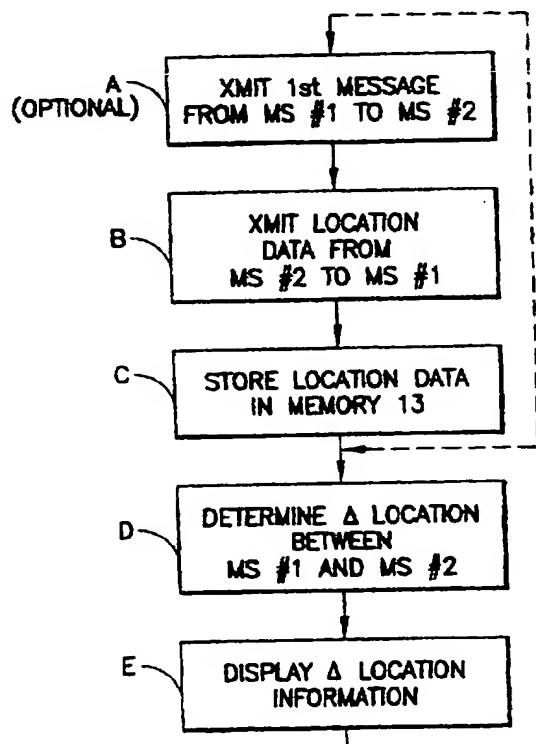 A
(OPTIONAL)
XMIT 1st MESSAGE
FROM MS #1 TO MS #2
B
XMIT LOCATION
DATA FROM
MS #2 TO MS #1
C
STORE LOCATION DATA
IN MEMORY 13
D
DETERMINE Δ LOCATION
BETWEEN
MS #1 AND MS #2
E
DISPLAY Δ LOCATION
INFORMATION